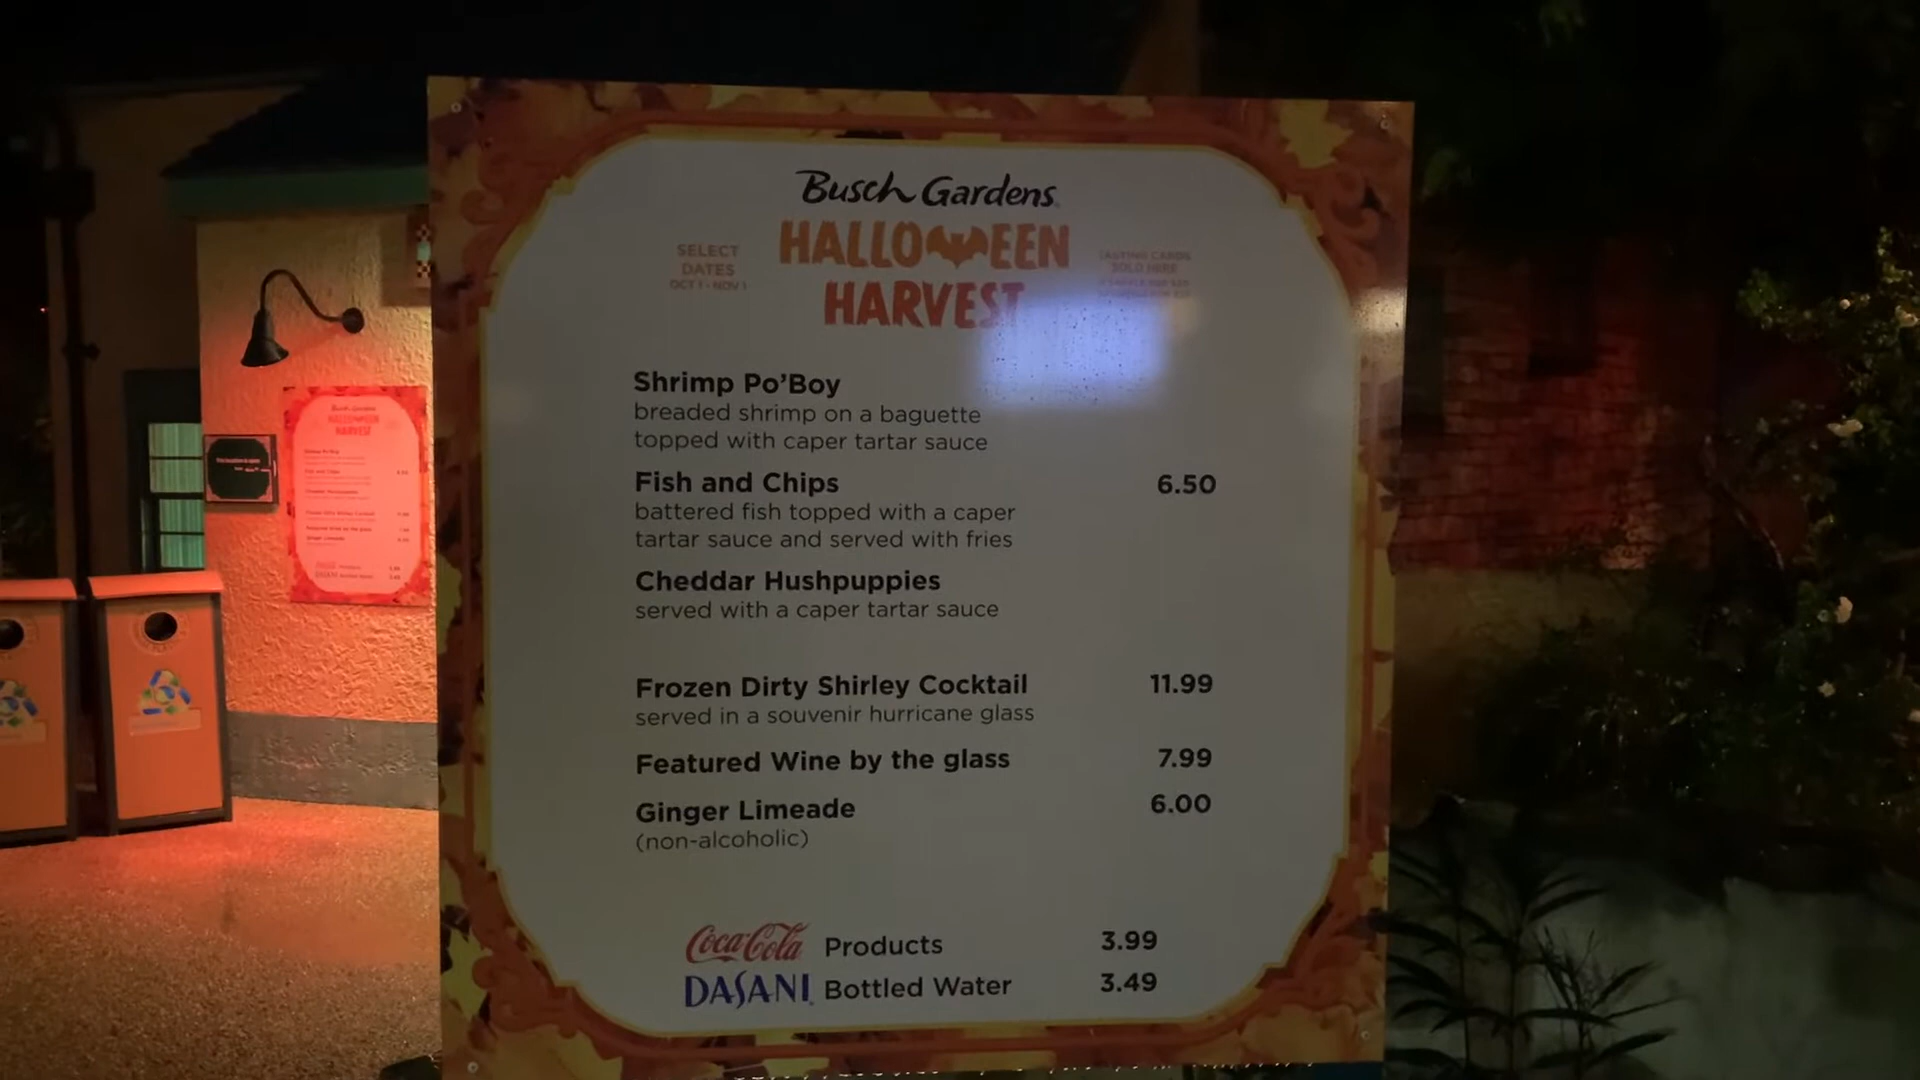 Busch Gardens
HALLOWEEN
HARVEST
SELECT
DATES
OCT 1 - NOV 1
TASTING CARDS
SOLD HERE
Shrimp Po'Boy
breaded shrimp on a baguette
topped with caper tartar sauce
Fish and Chips 6.50
battered fish topped with a caper
tartar sauce and served with fries
Cheddar Hushpuppies
served with a caper tartar sauce
Frozen Dirty Shirley Cocktail 11.99
served in a souvenir hurricane glass
Featured Wine by the glass 7.99
Ginger Limeade 6.00
(non-alcoholic)
Coca-Cola Products 3.99
DASANI Bottled Water 3.49
Busch Gardens
HALLOWEEN
HARVEST